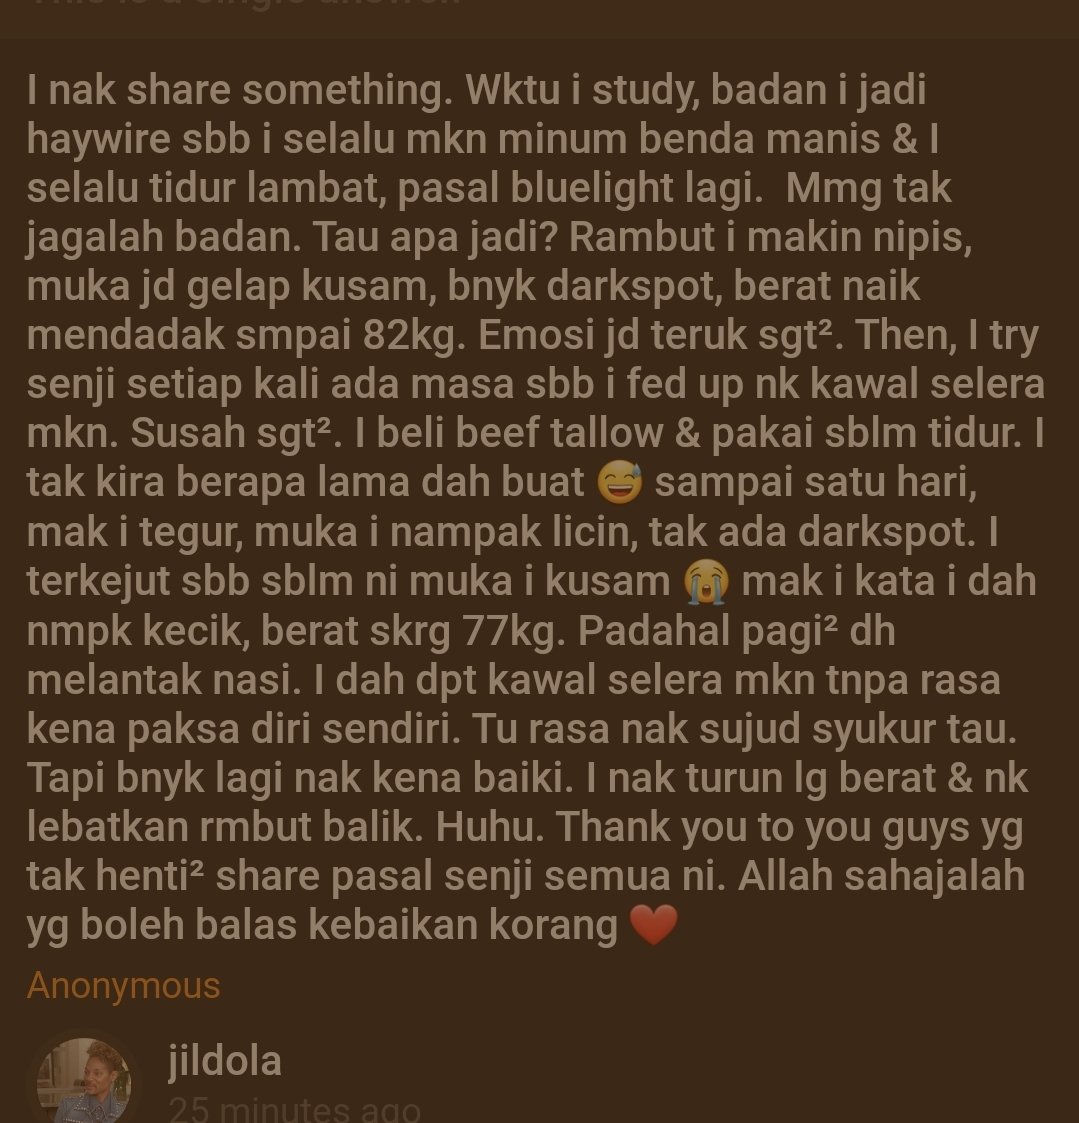 I nak share something. Wktu i study, badan i jadi
haywire sbb i selalu mkn minum benda manis & I
selalu tidur lambat, pasal bluelight lagi.  Mmg tak
jagalah badan. Tau apa jadi? Rambut i makin nipis,
muka jd gelap kusam, bnyk darkspot, berat naik
mendadak smpai 82kg. Emosi jd teruk sgt². Then, I try
senji setiap kali ada masa sbb i fed up nk kawal selera
mkn. Susah sgt². I beli beef tallow & pakai sblm tidur. I
tak kira berapa lama dah buat 😅 sampai satu hari,
mak i tegur, muka i nampak licin, tak ada darkspot. I
terkejut sbb sblm ni muka i kusam 😭 mak i kata i dah
nmpk kecik, berat skrg 77kg. Padahal pagi² dh
melantak nasi. I dah dpt kawal selera mkn tnpa rasa
kena paksa diri sendiri. Tu rasa nak sujud syukur tau.
Tapi bnyk lagi nak kena baiki. I nak turun lg berat & nk
lebatkan rmbut balik. Huhu. Thank you to you guys yg
tak henti² share pasal senji semua ni. Allah sahajalah
yg boleh balas kebaikan korang ❤️
Anonymous
jildola
25 minutes ago